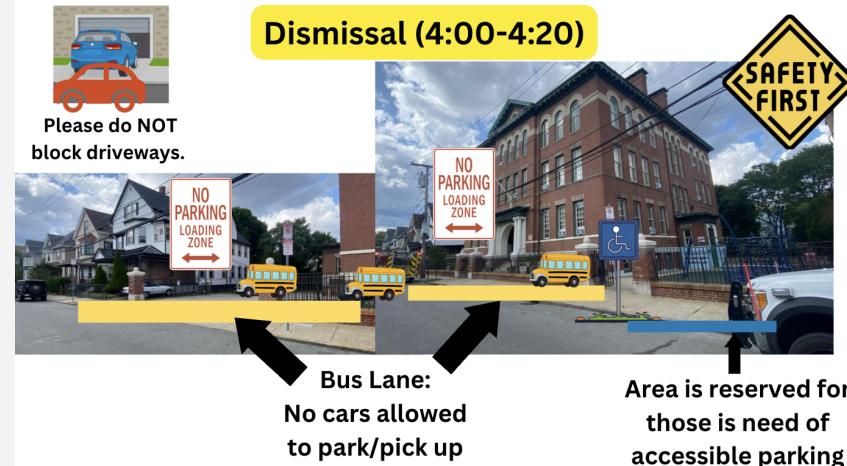 Dismissal (4:00-4:20)
SAFETY
FIRST
Please do NOT
block driveways.
NO
PARKING
LOADING
ZONE
NO
PARKING
LOADING
ZONE
Bus Lane:
No cars allowed
to park/pick up
Area is reserved for
those is need of
accessible parking